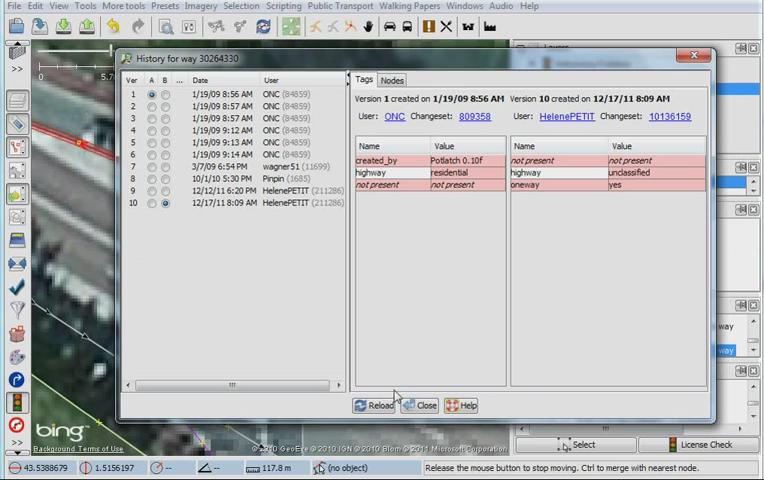 File Edit View Tools More tools Presets Imagery Selection Scripting Public Transport Walking Papers Windows Audio Help
History for way 30264330
Ver A B ... Date User
1 1/19/09 8:56 AM ONC (84859)
2 1/19/09 8:57 AM ONC (84859)
3 1/19/09 8:57 AM ONC (84859)
4 1/19/09 9:12 AM ONC (84859)
5 1/19/09 9:13 AM ONC (84859)
6 1/19/09 9:14 AM ONC (84859)
7 3/7/09 6:54 PM wagner51 (11699)
8 10/1/10 5:30 PM Pinpin (1685)
9 12/12/11 6:20 PM HelenePETIT (211286)
10 12/17/11 8:09 AM HelenePETIT (211286)
Tags Nodes
Version 1 created on 1/19/09 8:56 AM Version 10 created on 12/17/11 8:09 AM
User: ONC Changeset: 809358 User: HelenePETIT Changeset: 10136159
Name Value Name Value
created_by Potlatch 0.10f not present not present
highway residential highway unclassified
not present not present oneway yes
Reload Close Help
>>
0 5.7
way
way
>>
bing
Background Terms of Use
© 2010 GeoEye © 2010 IGN © 2010 Blom © 2011 Microsoft Corporation
Select License Check
43.5388679 1.5156197 -- -- 117.8 m (no object) Release the mouse button to stop moving. Ctrl to merge with nearest node.